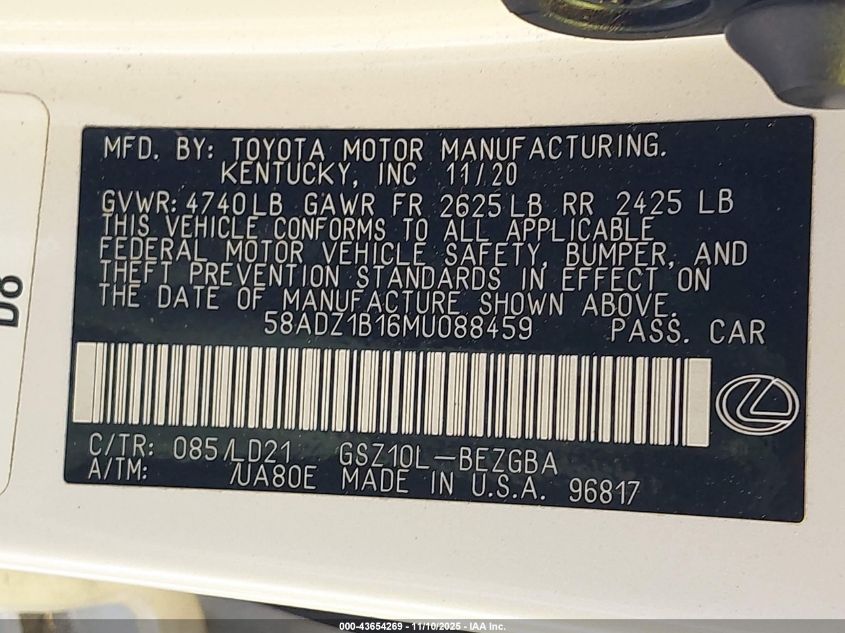 MFD. BY: TOYOTA MOTOR MANUFACTURING.
KENTUCKY, INC 11/20
GVWR: 4740LB GAWR FR 2625LB RR 2425 LB
THIS VEHICLE CONFORMS TO ALL APPLICABLE
FEDERAL MOTOR VEHICLE SAFETY, BUMPER, AND
THEFT PREVENTION STANDARDS IN EFFECT ON
THE DATE OF MANUFACTURE SHOWN ABOVE.
58ADZ1B16MU088459 PASS. CAR
C/TR: 085/LD21 GSZ10L-BEZGBA
A/TM: /UA80E MADE IN U.S.A. 96817
D8
000-43654269 - 11/10/2025 - IAA Inc.